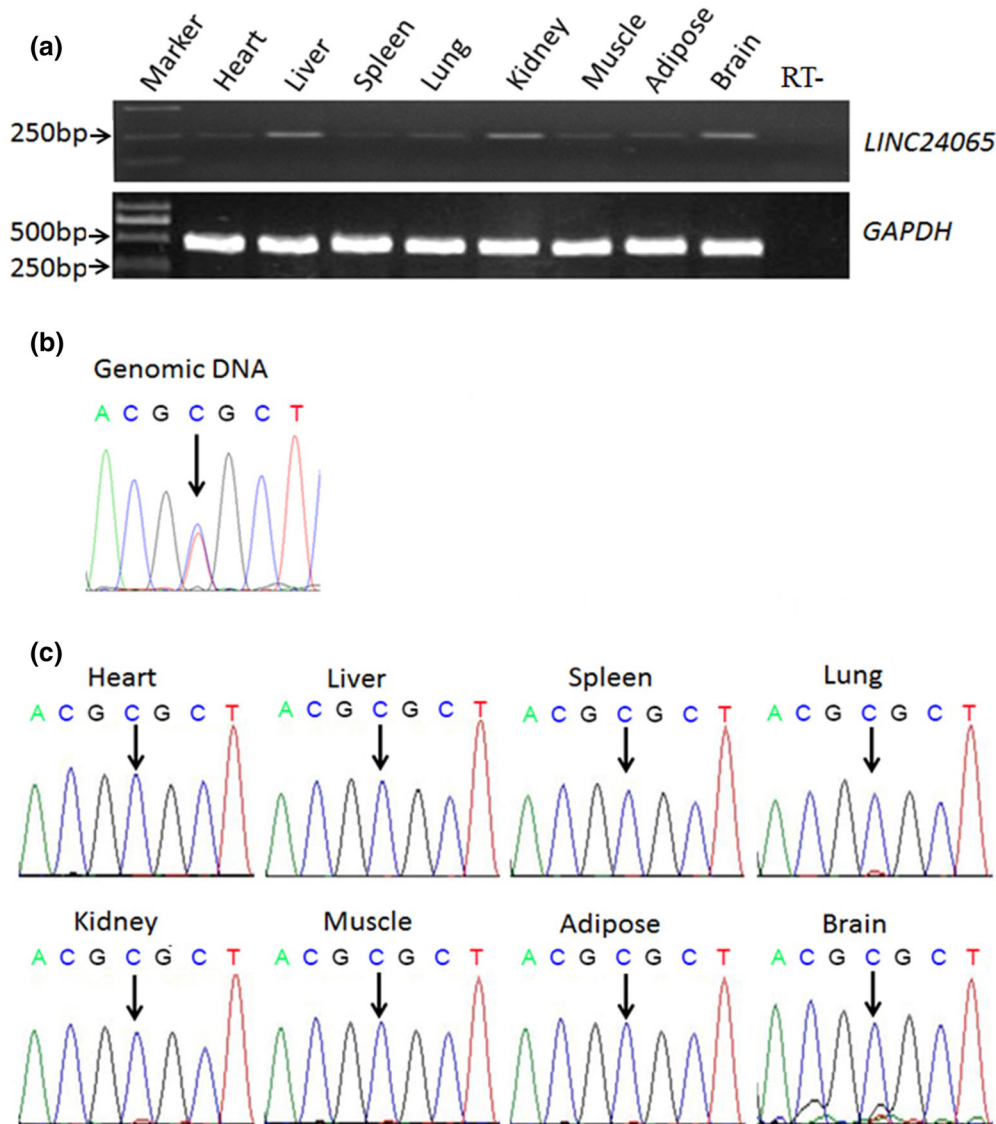 (a)
Marker Heart Liver Spleen Lung Kidney Muscle Adipose Brain RT-
250bp LINC24065
500bp GAPDH
250bp
(b)
Genomic DNA
A C G C G C T
(c)
Heart Liver Spleen Lung
A C G C G C T A C G C G C T A C G C G C T A C G C G C T
Kidney Muscle Adipose Brain
A C G C G C T A C G C G C T A C G C G C T A C G C G C T